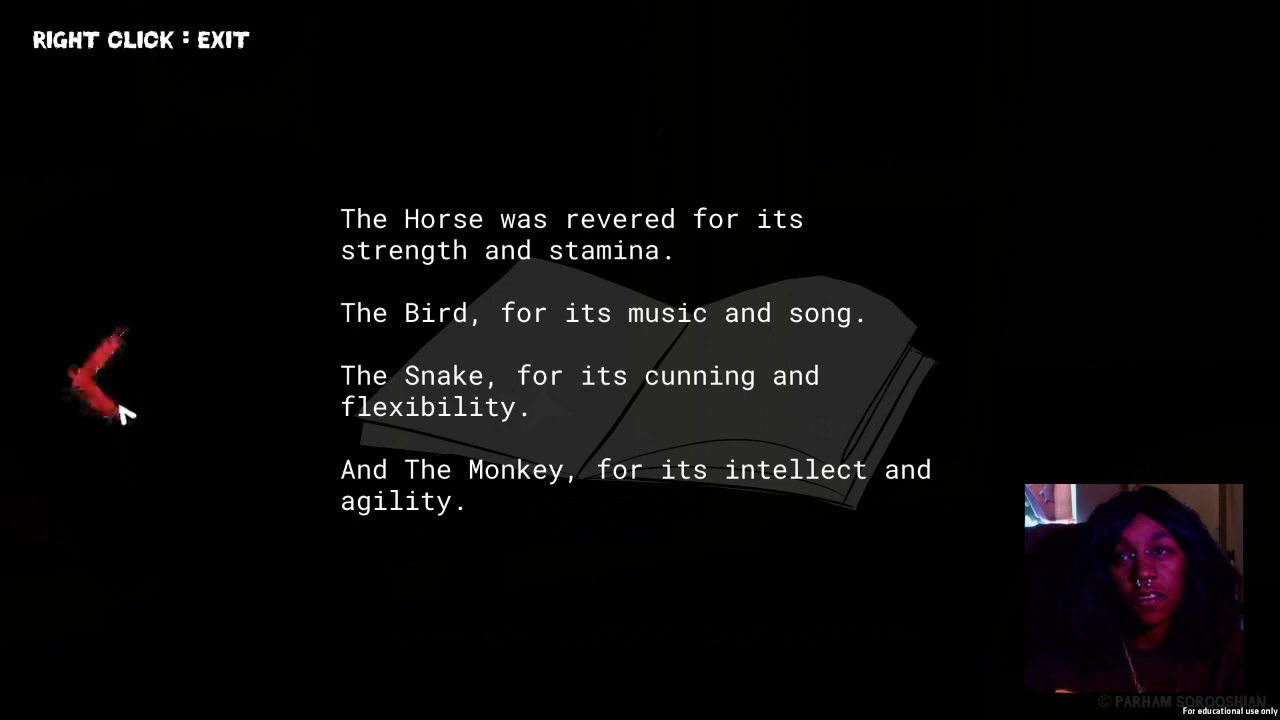 RIGHT CLICK : EXIT
The Horse was revered for its
strength and stamina.
The Bird, for its music and song.
The Snake, for its cunning and
flexibility.
And The Monkey, for its intellect and
agility.
© PARHAM SOROOSHIAN
For educational use only